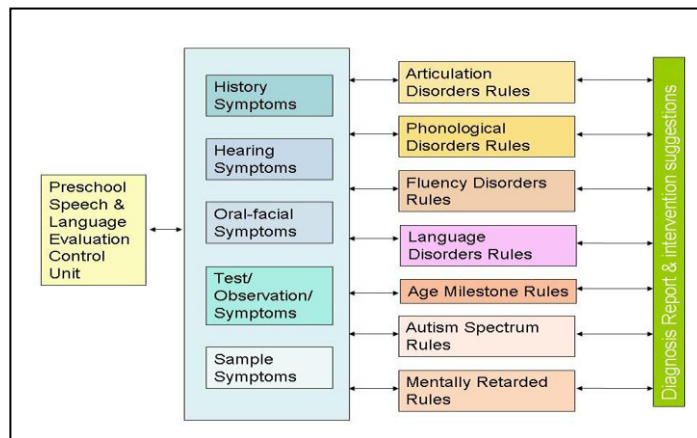 Preschool
Speech &
Language
Evaluation
Control
Unit
History
Symptoms
Hearing
Symptoms
Oral-facial
Symptoms
Test/
Observation/
Symptoms
Sample
Symptoms
Articulation
Disorders Rules
Phonological
Disorders Rules
Fluency Disorders
Rules
Language
Disorders Rules
Age Milestone Rules
Autism Spectrum
Rules
Mentally Retarded
Rules
Diagnosis Report & intervention suggestions